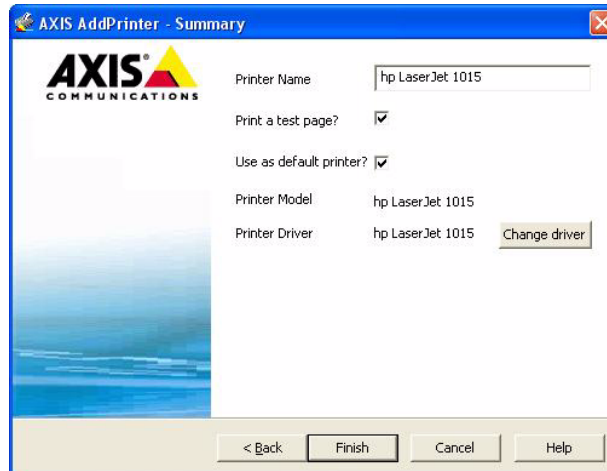 AXIS AddPrinter - Summary
AXIS
COMMUNICATIONS
Printer Name hp LaserJet 1015
Print a test page?
Use as default printer?
Printer Model hp LaserJet 1015
Printer Driver hp LaserJet 1015 Change driver
< Back Finish Cancel Help